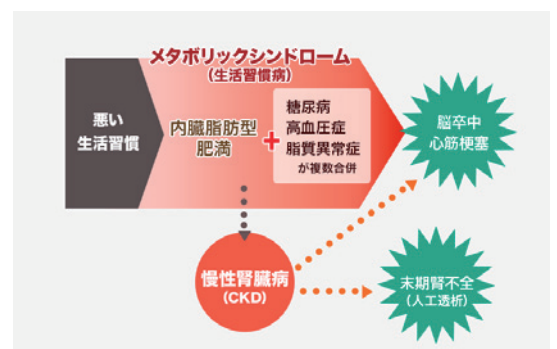 メタボリックシンドローム
(生活習慣病)
悪い
生活習慣
内臓脂肪型
肥満
+
糖尿病
高血圧症
脂質異常症
が複数合併
脳卒中
心筋梗塞
慢性腎臓病
(CKD)
末期腎不全
(人工透析)